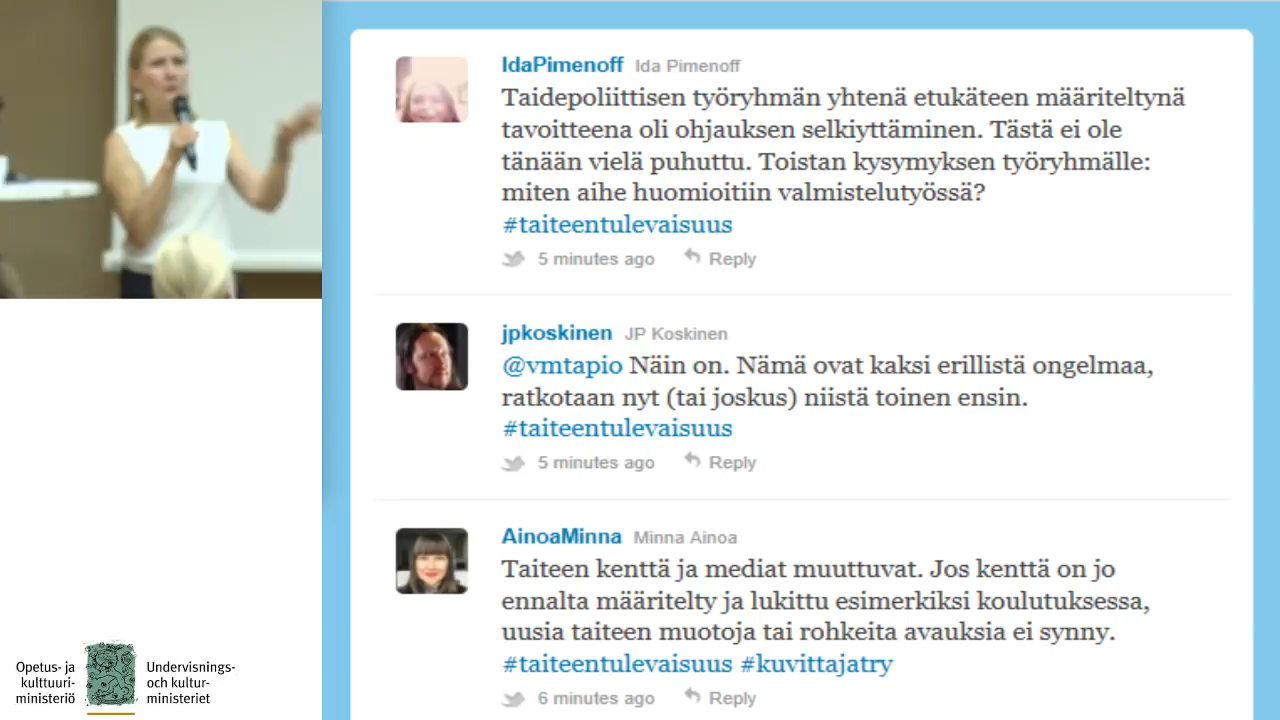 IdaPimenoff Ida Pimenoff
Taidepoliittisen työryhmän yhtenä etukäteen määriteltynä
tavoitteena oli ohjauksen selkiyttäminen. Tästä ei ole
tänään vielä puhuttu. Toistan kysymyksen työryhmälle:
miten aihe huomioitiin valmistelutyössä?
#taiteentulevaisuus
5 minutes ago Reply
jpkoskinen JP Koskinen
@vmtapio Näin on. Nämä ovat kaksi erillistä ongelmaa,
ratkotaan nyt (tai joskus) niistä toinen ensin.
#taiteentulevaisuus
5 minutes ago Reply
AinoaMinna Minna Ainoa
Taiteen kenttä ja mediat muuttuvat. Jos kenttä on jo
ennalta määritelty ja lukittu esimerkiksi koulutuksessa,
uusia taiteen muotoja tai rohkeita avauksia ei synny.
#taiteentulevaisuus #kuvittajatry
6 minutes ago Reply
Opetus- ja
kulttuuri-
ministeriö
Undervisnings-
och kultur-
ministeriet